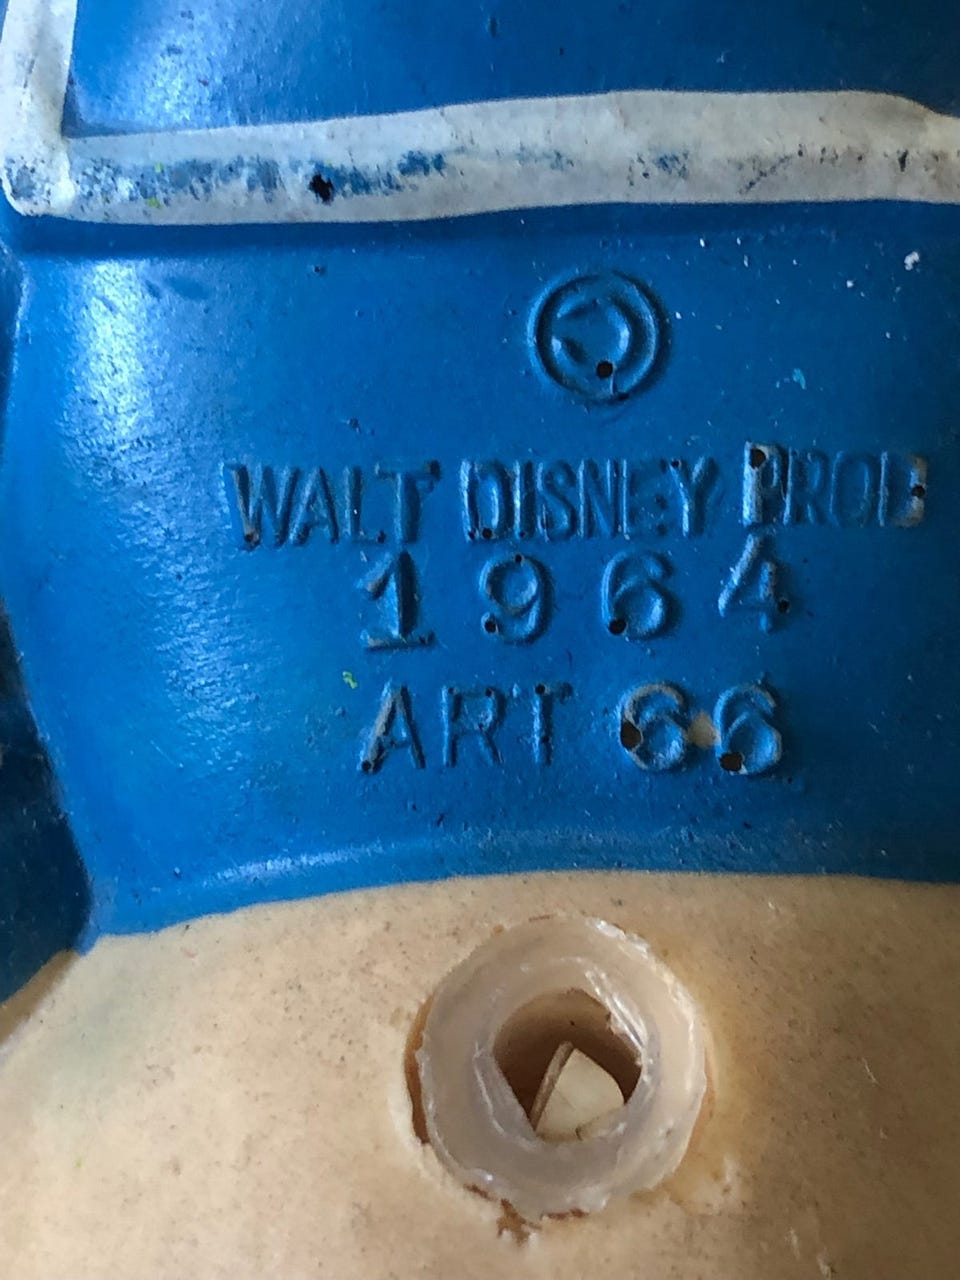 ©
WALT DISNEY PROD
1964
ART 66